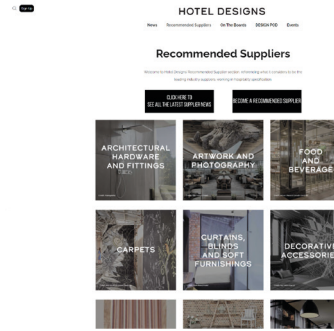 Sign Up
HOTEL DESIGNS
News Recommended Suppliers On The Boards DESIGN POD Events
Recommended Suppliers
CLICK HERE TO
SEE ALL THE LATEST SUPPLIER NEWS
BECOME A RECOMMENDED SUPPLIER
ARCHITECTURAL
HARDWARE
AND FITTINGS
ARTWORK AND
PHOTOGRAPHY
FOOD
AND
BEVERAGE
CARPETS
CURTAINS,
BLINDS
AND SOFT
FURNISHINGS
DECORATIVE
ACCESSORIE